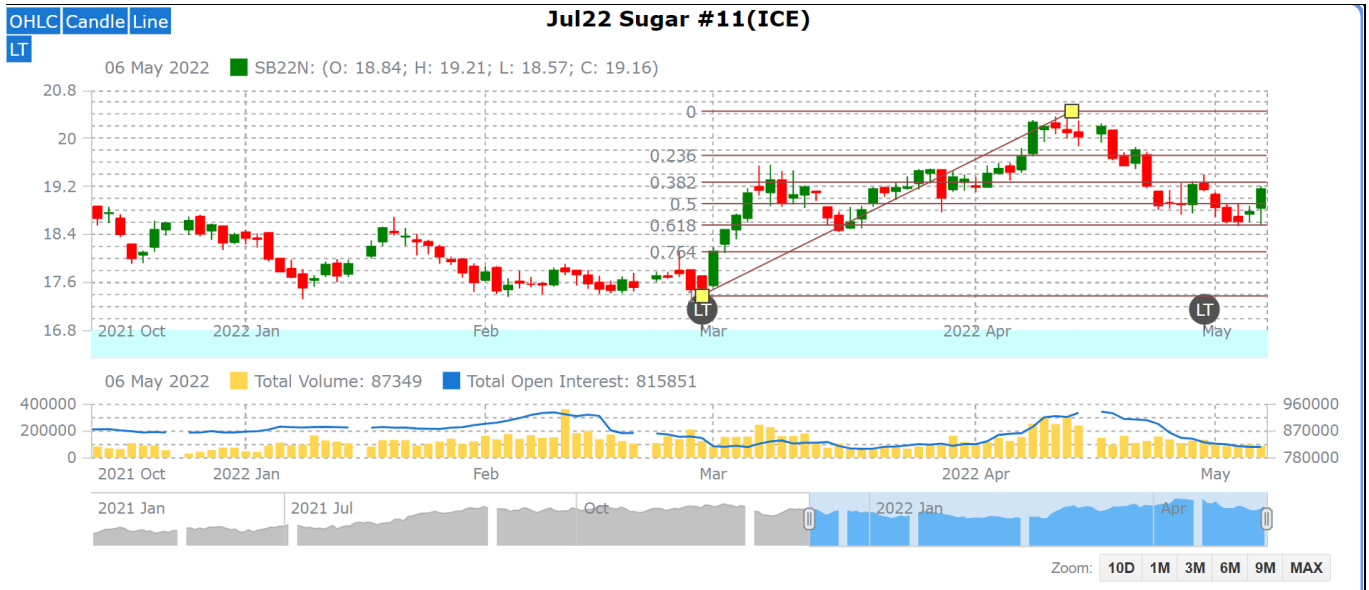 Jul22 Sugar #11(ICE)
OHLC Candle Line
LT
06 May 2022 SB22N: (O: 18.84; H: 19.21; L: 18.57; C: 19.16)
20.8
20
19.2
18.4
17.6
16.8
0
0.236
0.382
0.5
0.618
0.764
1
LT LT
2021 Oct 2022 Jan Feb Mar 2022 Apr May
06 May 2022 Total Volume: 87349 Total Open Interest: 815851
400000 960000
200000 870000
0 780000
2021 Oct 2022 Jan Feb Mar 2022 Apr May
2021 Jan 2021 Jul Oct 2022 Jan Apr
Zoom: 10D 1M 3M 6M 9M MAX